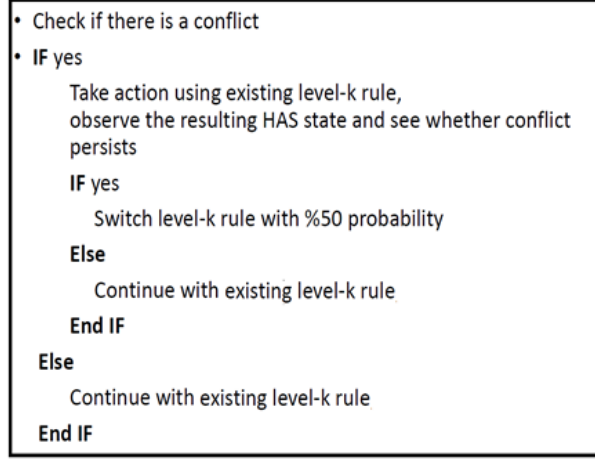 • Check if there is a conflict
• IF yes
Take action using existing level-k rule,
observe the resulting HAS state and see whether conflict
persists
IF yes
Switch level-k rule with %50 probability
Else
Continue with existing level-k rule
End IF
Else
Continue with existing level-k rule
End IF